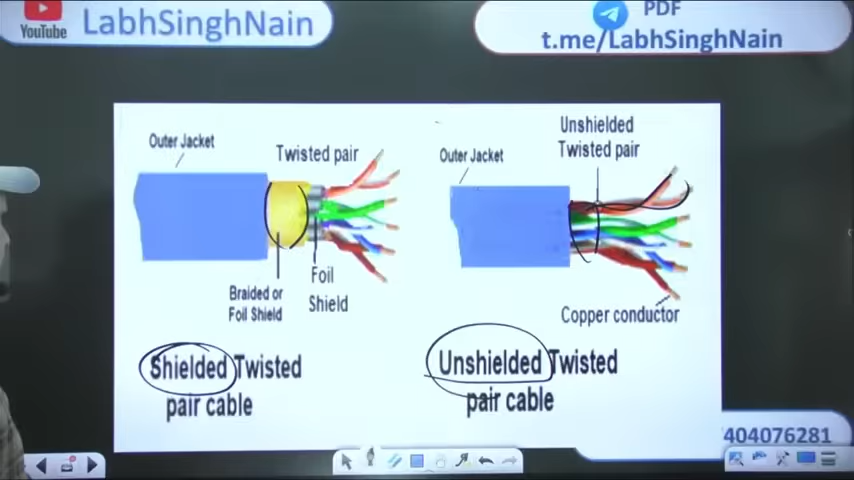 YouTube
LabhSinghNain
PDF
t.me/LabhSinghNain
Outer Jacket
Twisted pair
Braided or
Foil Shield
Foil
Shield
Shielded Twisted
pair cable
Unshielded
Twisted pair
Outer Jacket
Copper conductor
Unshielded Twisted
pair cable
404076281